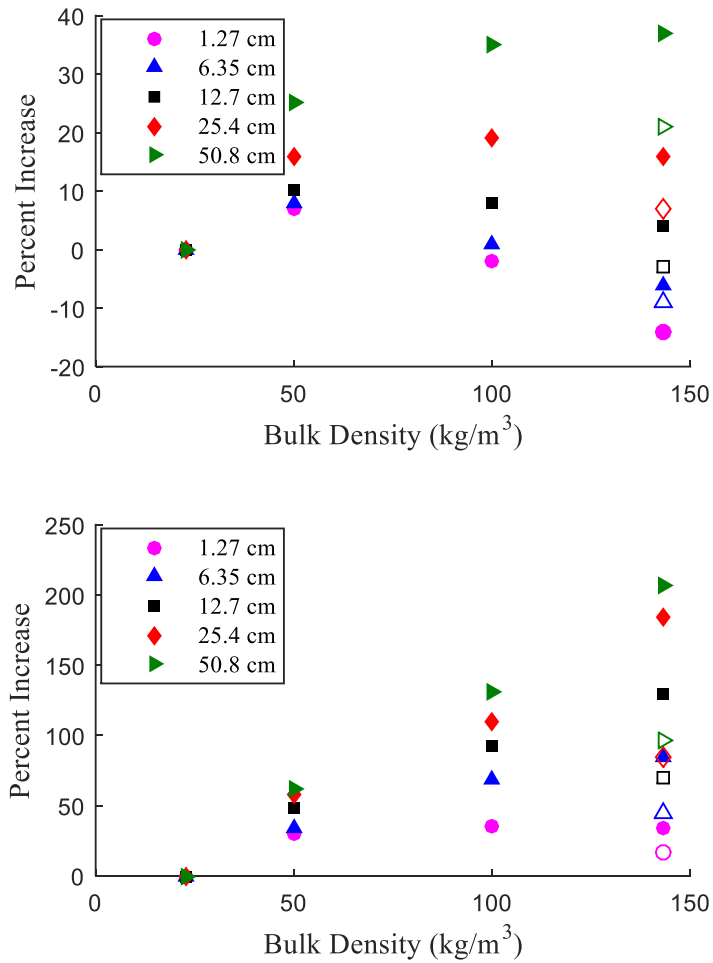 40
30
20
10
0
-10
-20
Percent Increase
1.27 cm
6.35 cm
12.7 cm
25.4 cm
50.8 cm
0 50 100 150
Bulk Density (kg/m³)
250
200
150
100
50
0
Percent Increase
1.27 cm
6.35 cm
12.7 cm
25.4 cm
50.8 cm
0 50 100 150
Bulk Density (kg/m³)